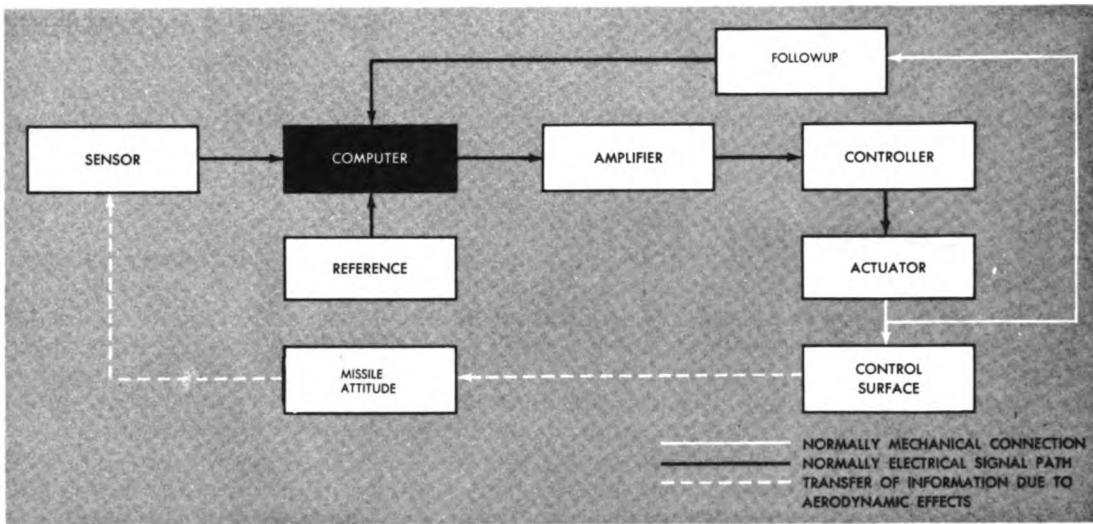 FOLLOWUP
SENSOR
COMPUTER
AMPLIFIER
CONTROLLER
REFERENCE
ACTUATOR
MISSILE
ATTITUDE
CONTROL
SURFACE
NORMALLY MECHANICAL CONNECTION
NORMALLY ELECTRICAL SIGNAL PATH
TRANSFER OF INFORMATION DUE TO
AERODYNAMIC EFFECTS